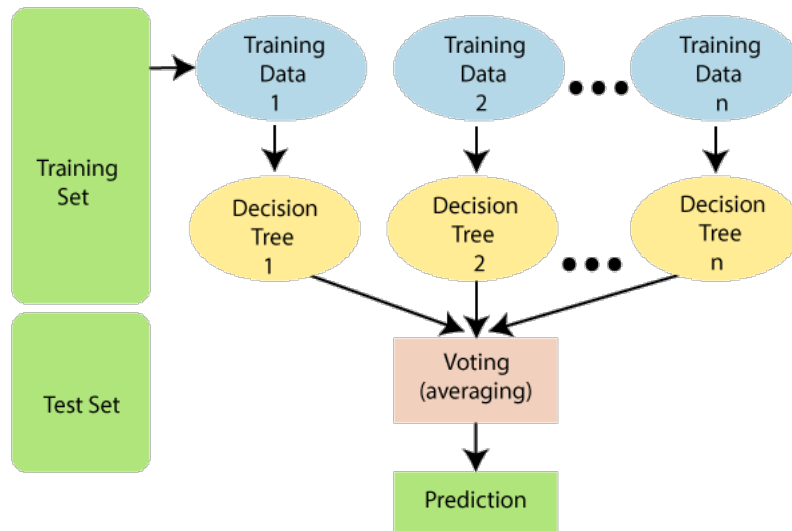 Training
Set
Test Set
Training
Data
1
Training
Data
2
Training
Data
n
Decision
Tree
1
Decision
Tree
2
Decision
Tree
n
Voting
(averaging)
Prediction